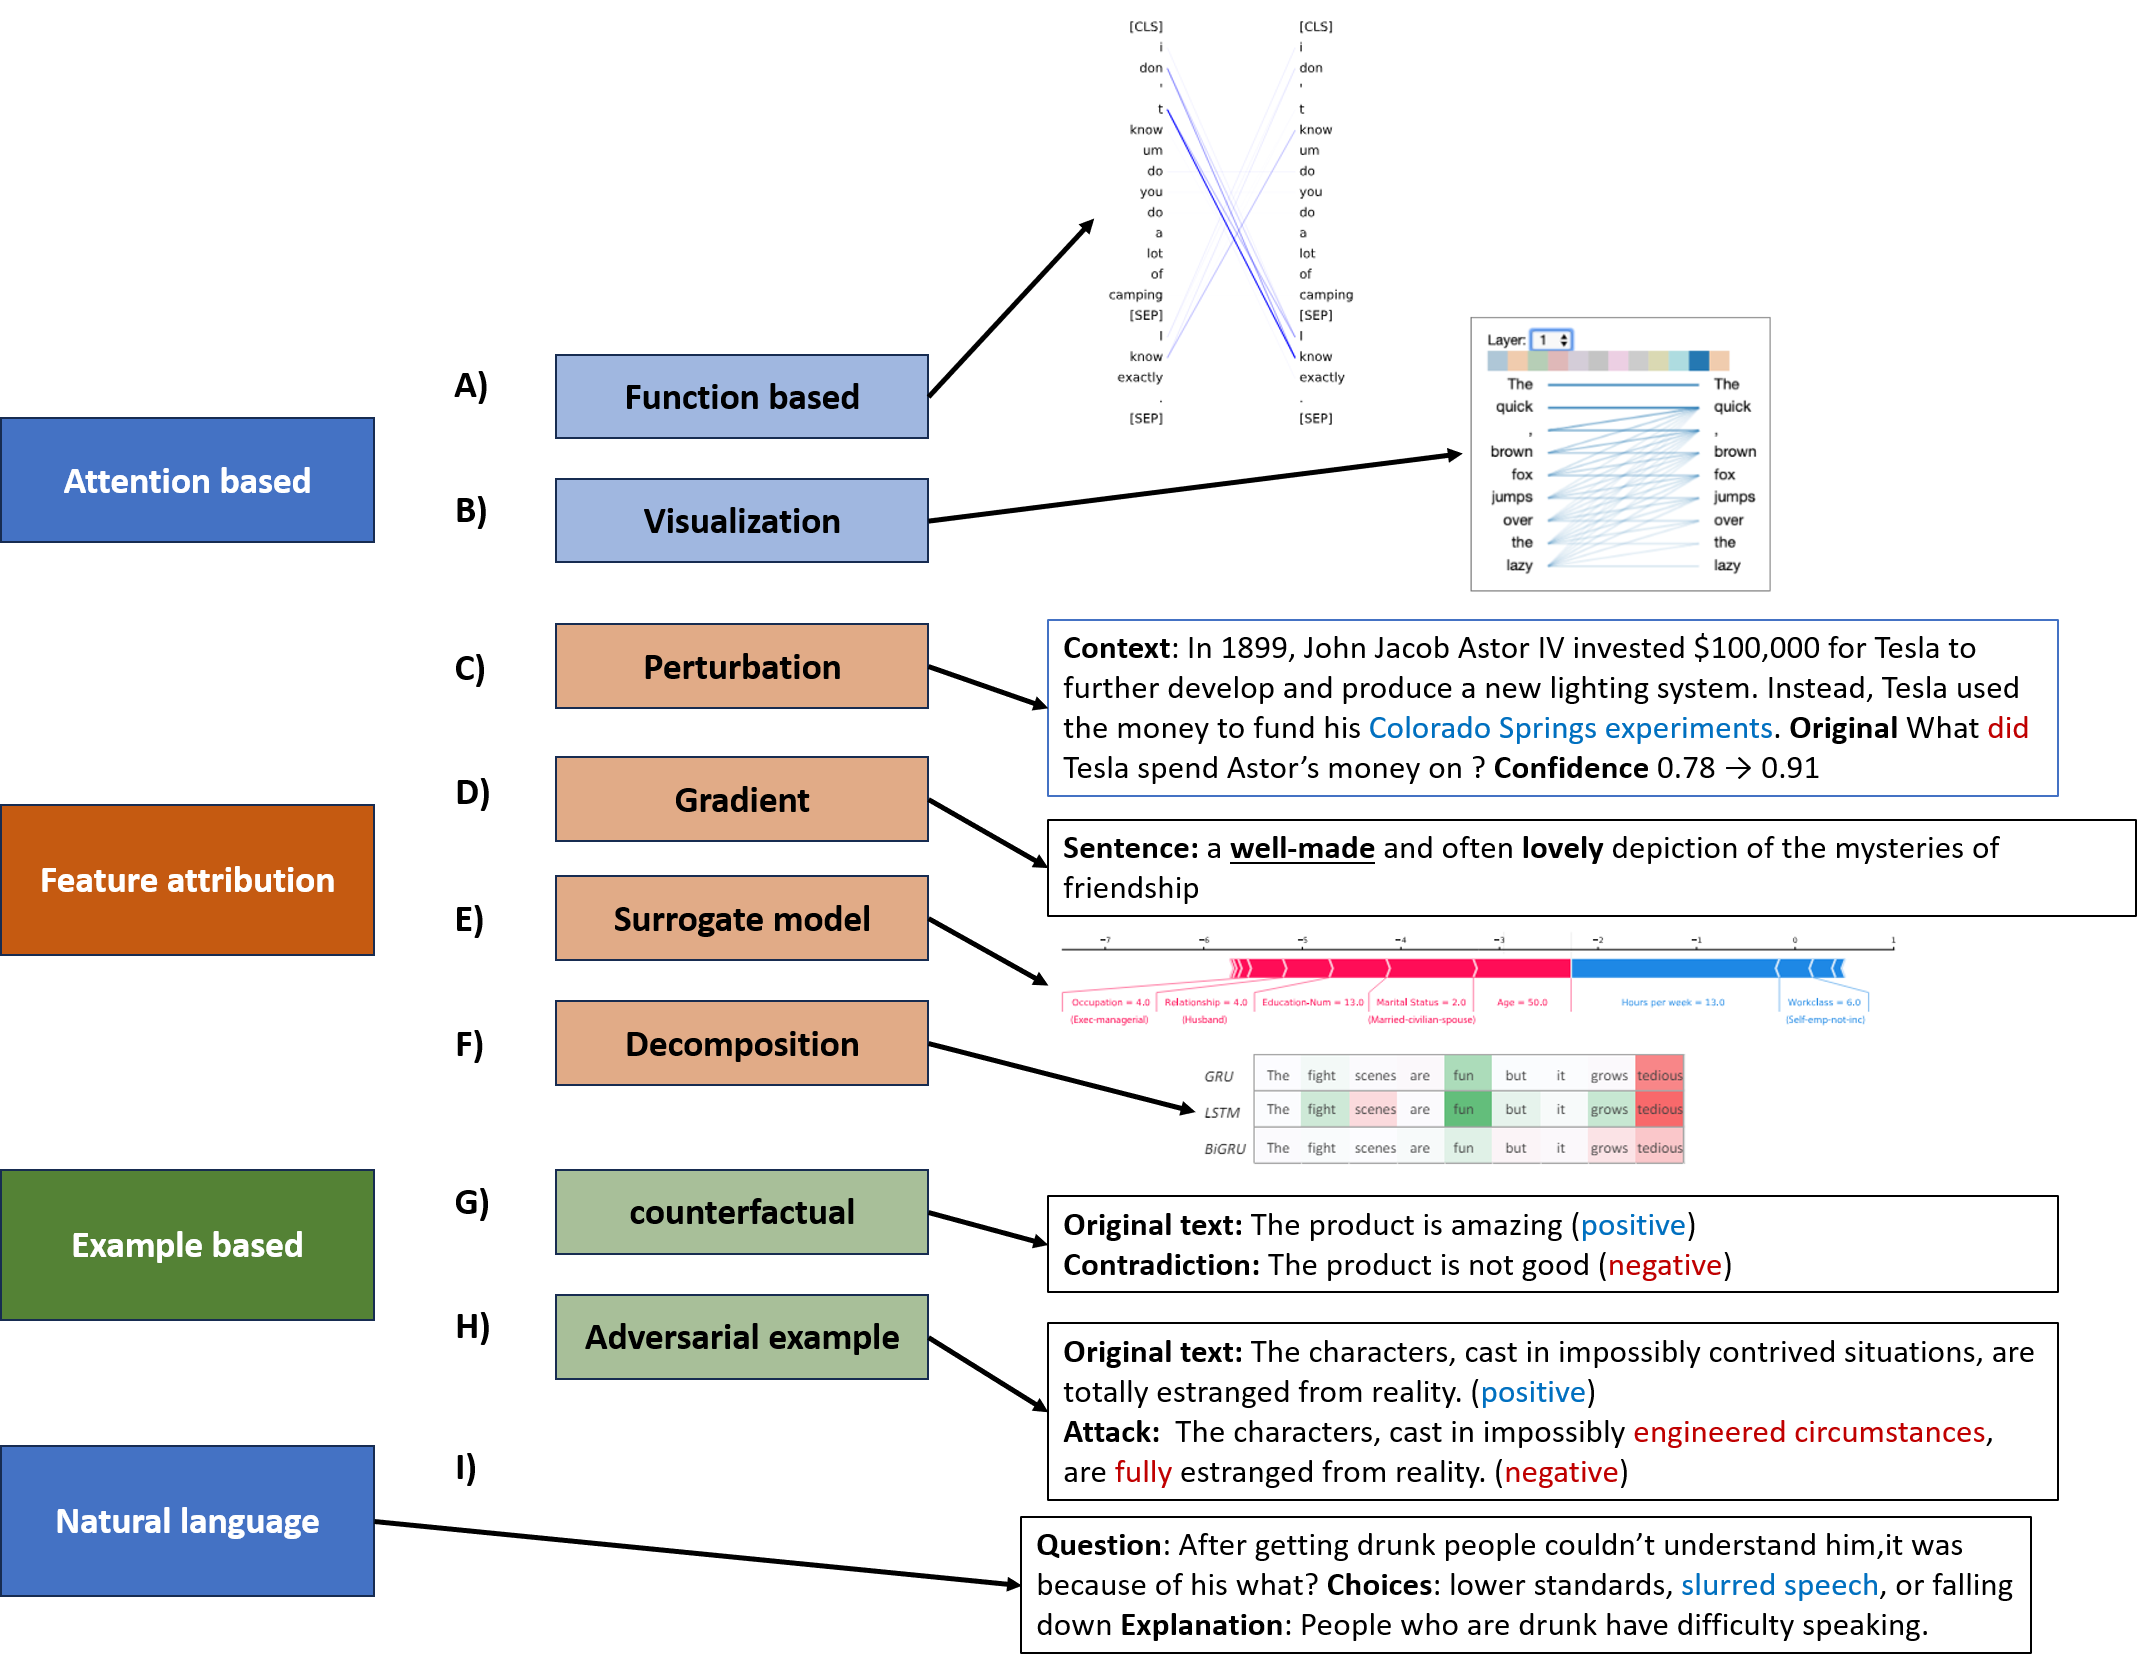 [CLS] [CLS]
i i
don don
' '
t t
know know
um um
do do
you you
do do
a a
lot lot
of of
camping camping
[SEP] [SEP]
I I
know know
exactly exactly
. .
[SEP] [SEP]
Layer: 1
The The
quick quick
, ,
brown brown
fox fox
jumps jumps
over over
the the
lazy lazy
Attention based
A)
Function based
B)
Visualization
Feature attribution
C)
Perturbation
Context: In 1899, John Jacob Astor IV invested $100,000 for Tesla to
further develop and produce a new lighting system. Instead, Tesla used
the money to fund his Colorado Springs experiments. Original What did
Tesla spend Astor’s money on ? Confidence 0.78 → 0.91
D)
Gradient
Sentence: a well-made and often lovely depiction of the mysteries of
friendship
E)
Surrogate model
−7 −6 −5 −4 −3 −2 −1 0 1
Occupation = 4.0 Relationship = 4.0 Education-Num = 13.0 Marital Status = 2.0 Age = 50.0 Hours per week = 13.0 Workclass = 6.0
(Exec-managerial) (Husband) (Married-civilian-spouse) (Self-emp-not-inc)
F)
Decomposition
GRU The fight scenes are fun but it grows tedious
LSTM The fight scenes are fun but it grows tedious
BiGRU The fight scenes are fun but it grows tedious
Example based
G)
counterfactual
Original text: The product is amazing (positive)
Contradiction: The product is not good (negative)
H)
Adversarial example
Original text: The characters, cast in impossibly contrived situations, are
totally estranged from reality. (positive)
Attack: The characters, cast in impossibly engineered circumstances,
are fully estranged from reality. (negative)
I)
Natural language
Question: After getting drunk people couldn’t understand him,it was
because of his what? Choices: lower standards, slurred speech, or falling
down Explanation: People who are drunk have difficulty speaking.